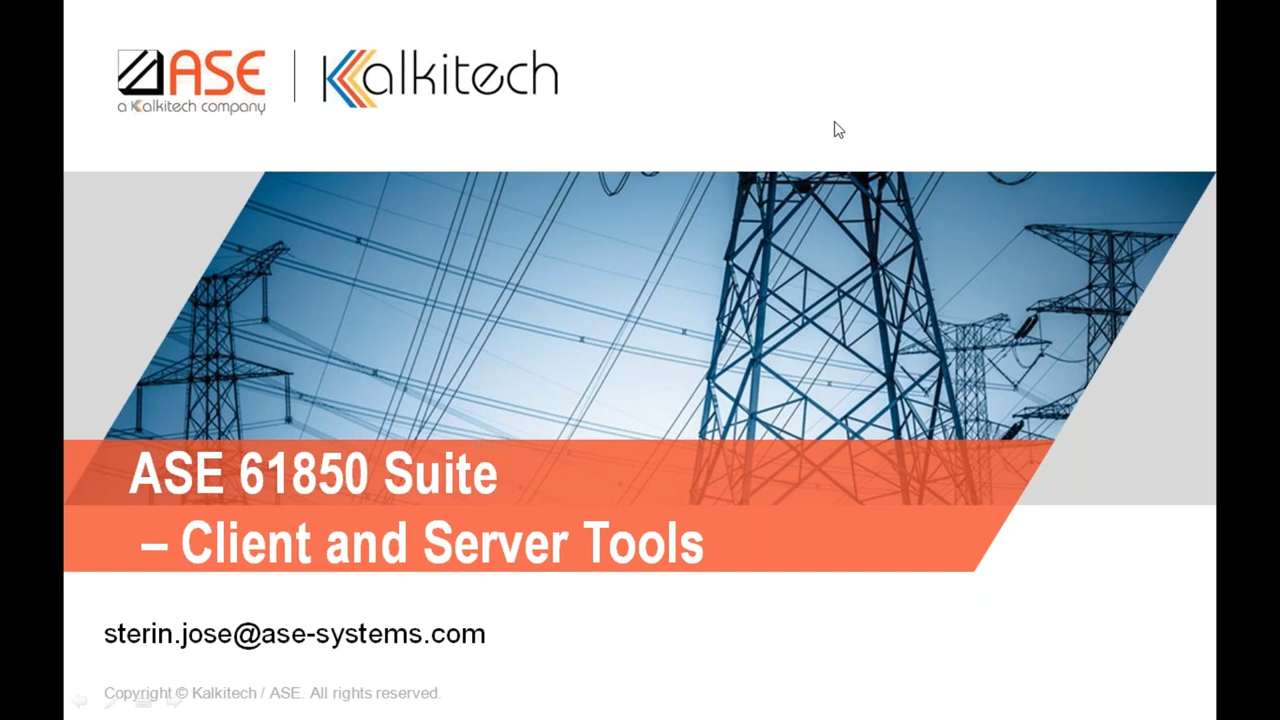 ASE
a Kalkitech company
Kalkitech
ASE 61850 Suite
– Client and Server Tools
sterin.jose@ase-systems.com
Copyright © Kalkitech / ASE. All rights reserved.